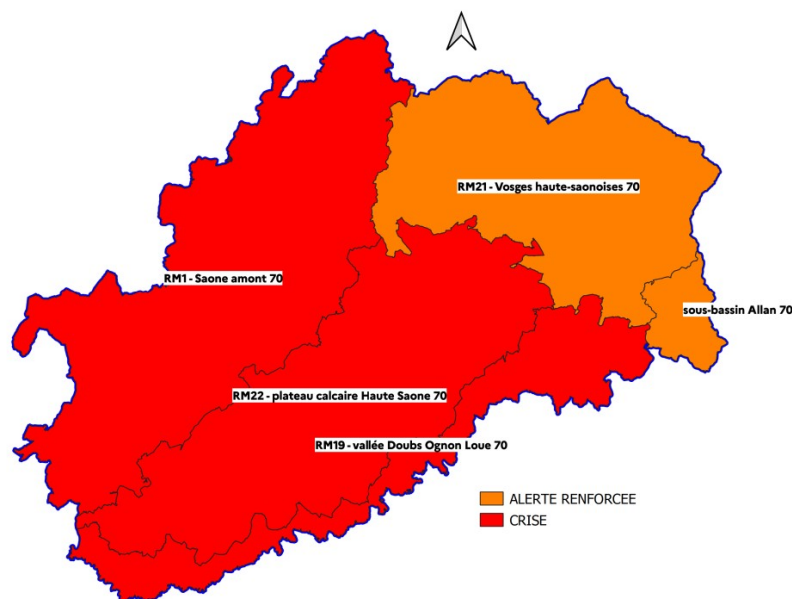 RM21 - Vosges haute-saonoises 70
RM1 - Saone amont 70
sous-bassin Allan 70
RM22 - plateau calcaire Haute Saone 70
RM19 - vallée Doubs Ognon Loue 70
ALERTE RENFORCEE
CRISE